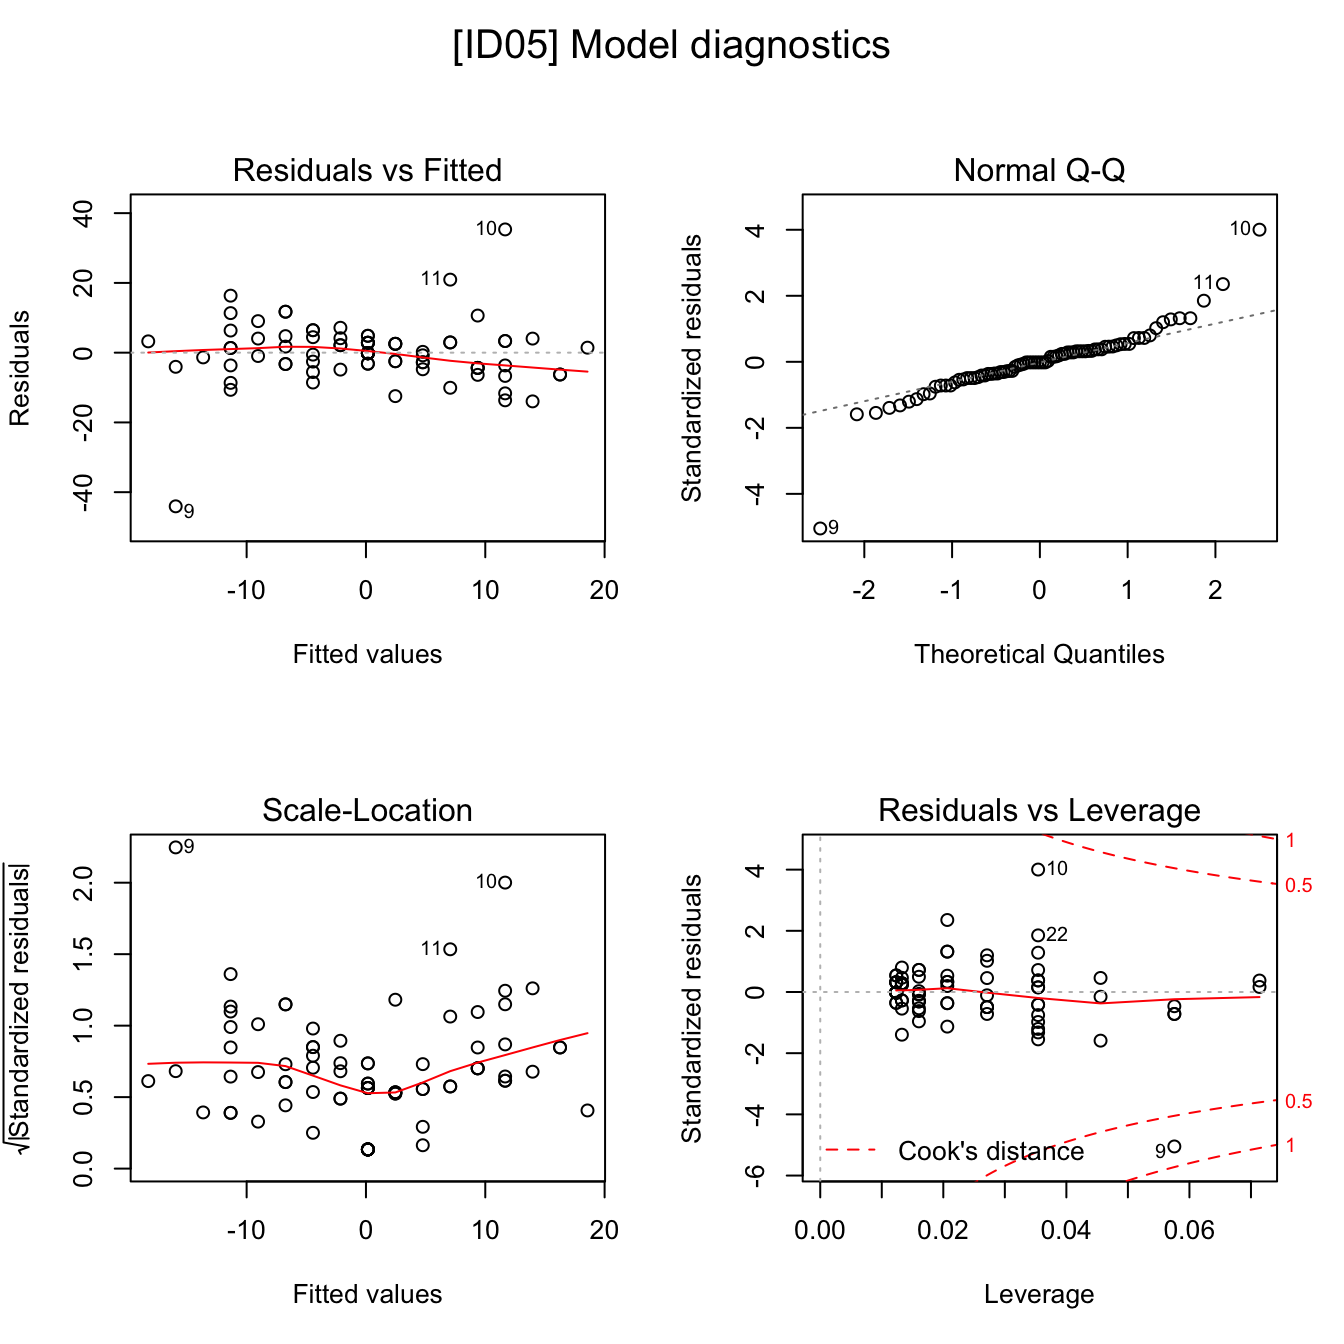 [ID05] Model diagnostics
Residuals vs Fitted
Residuals
40
20
0
-20
-40
10
11
9
-10 0 10 20
Fitted values
Normal Q-Q
Standardized residuals
4
2
0
-2
-4
10
11
9
-2 -1 0 1 2
Theoretical Quantiles
Scale-Location
√|Standardized residuals|
2.0
1.5
1.0
0.5
0.0
9
10
11
-10 0 10 20
Fitted values
Residuals vs Leverage
Standardized residuals
4
2
0
-2
-4
-6
10
22
9
1
0.5
0.5
1
Cook's distance
0.00 0.02 0.04 0.06
Leverage